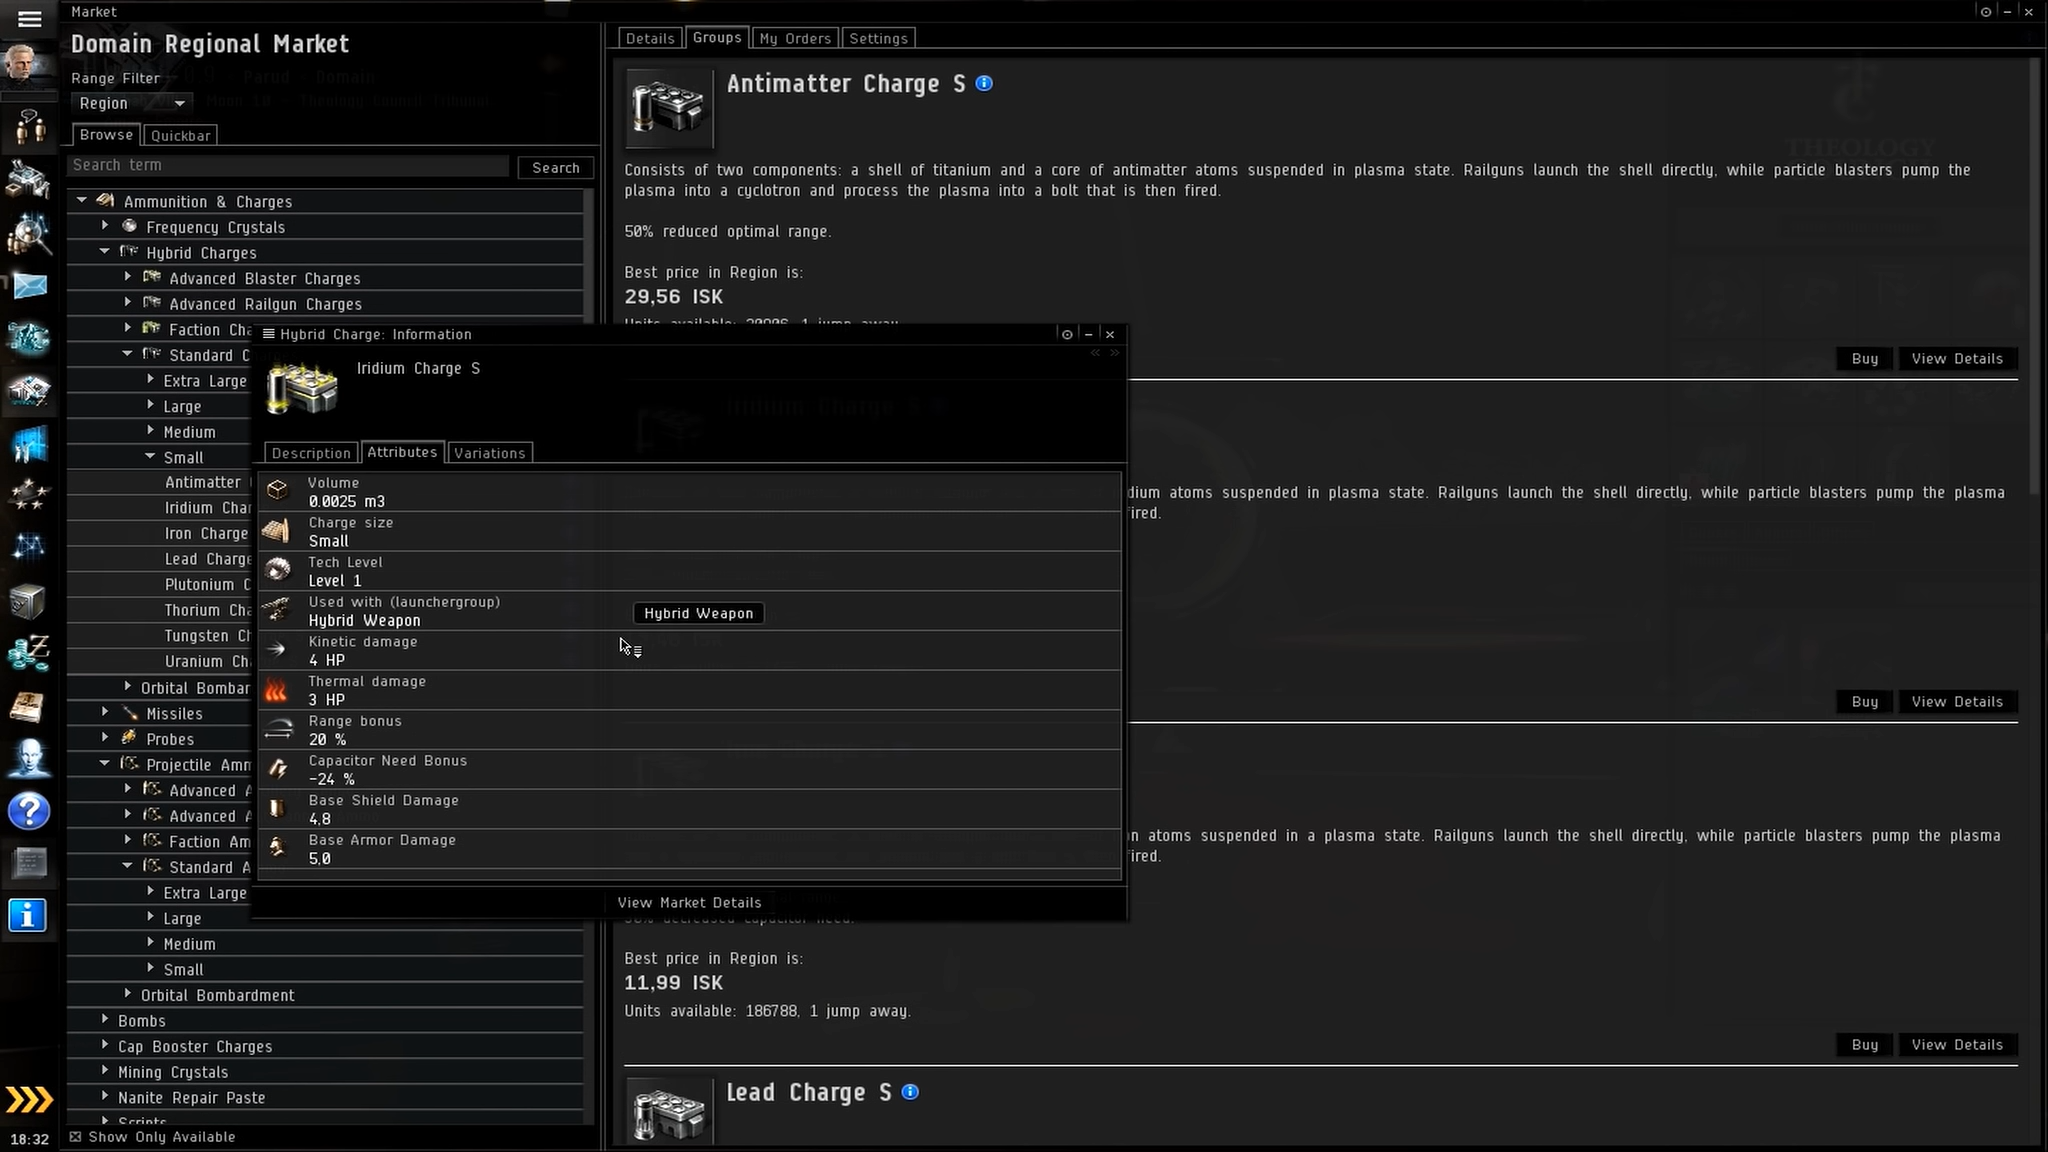 Market
Domain Regional Market
Range Filter
Region
Browse
Quickbar
Search term
Search
Ammunition & Charges
Frequency Crystals
Hybrid Charges
Advanced Blaster Charges
Advanced Railgun Charges
Faction Cha
Standard C
Extra Large
Large
Medium
Small
Antimatter
Iridium Char
Iron Charge
Lead Charge
Plutonium C
Thorium Cha
Tungsten Ch
Uranium Cha
Orbital Bombar
Missiles
Probes
Projectile Amm
Advanced A
Advanced A
Faction Am
Standard A
Extra Large
Large
Medium
Small
Orbital Bombardment
Bombs
Cap Booster Charges
Mining Crystals
Nanite Repair Paste
Scripts
Show Only Available
18:32
Details
Groups
My Orders
Settings
Antimatter Charge S
Consists of two components: a shell of titanium and a core of antimatter atoms suspended in plasma state. Railguns launch the shell directly, while particle blasters pump the
plasma into a cyclotron and process the plasma into a bolt that is then fired.
50% reduced optimal range.
Best price in Region is:
29,56 ISK
Units available: 20906, 1 jump away.
Buy
View Details
Hybrid Charge: Information
Iridium Charge S
Description
Attributes
Variations
Volume
0.0025 m3
Charge size
Small
Tech Level
Level 1
Used with (launchergroup)
Hybrid Weapon
Hybrid Weapon
Kinetic damage
4 HP
Thermal damage
3 HP
Range bonus
20 %
Capacitor Need Bonus
-24 %
Base Shield Damage
4,8
Base Armor Damage
5,0
View Market Details
dium atoms suspended in plasma state. Railguns launch the shell directly, while particle blasters pump the plasma
fired.
Buy
View Details
n atoms suspended in a plasma state. Railguns launch the shell directly, while particle blasters pump the plasma
fired.
Best price in Region is:
11,99 ISK
Units available: 186788, 1 jump away.
Buy
View Details
Lead Charge S